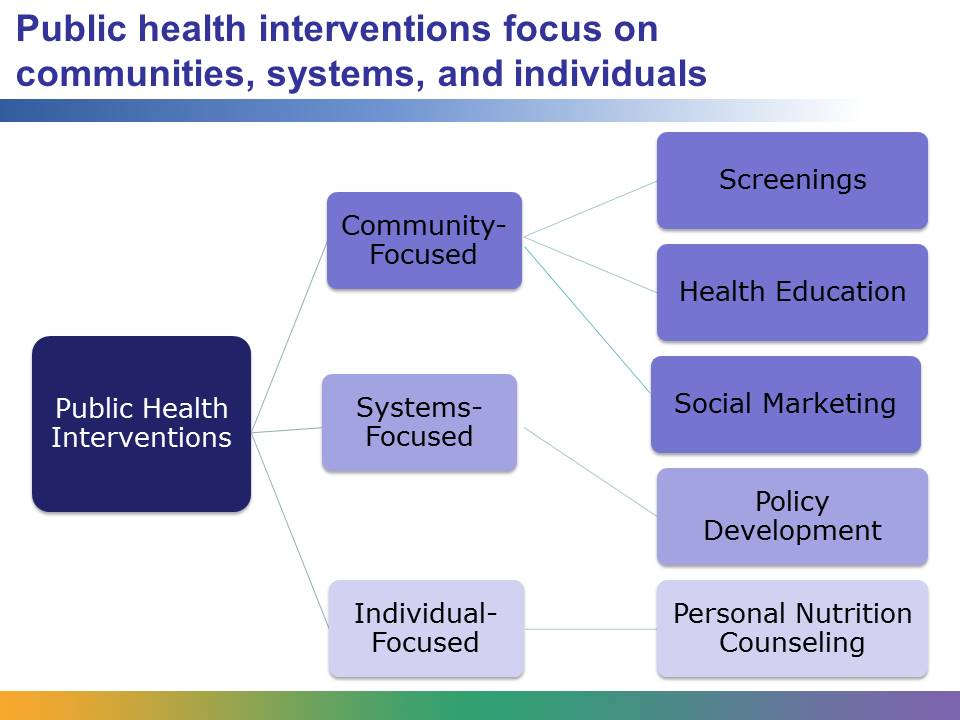 Public health interventions focus on
communities, systems, and individuals
Public Health
Interventions
Community-
Focused
Systems-
Focused
Individual-
Focused
Screenings
Health Education
Social Marketing
Policy
Development
Personal Nutrition
Counseling